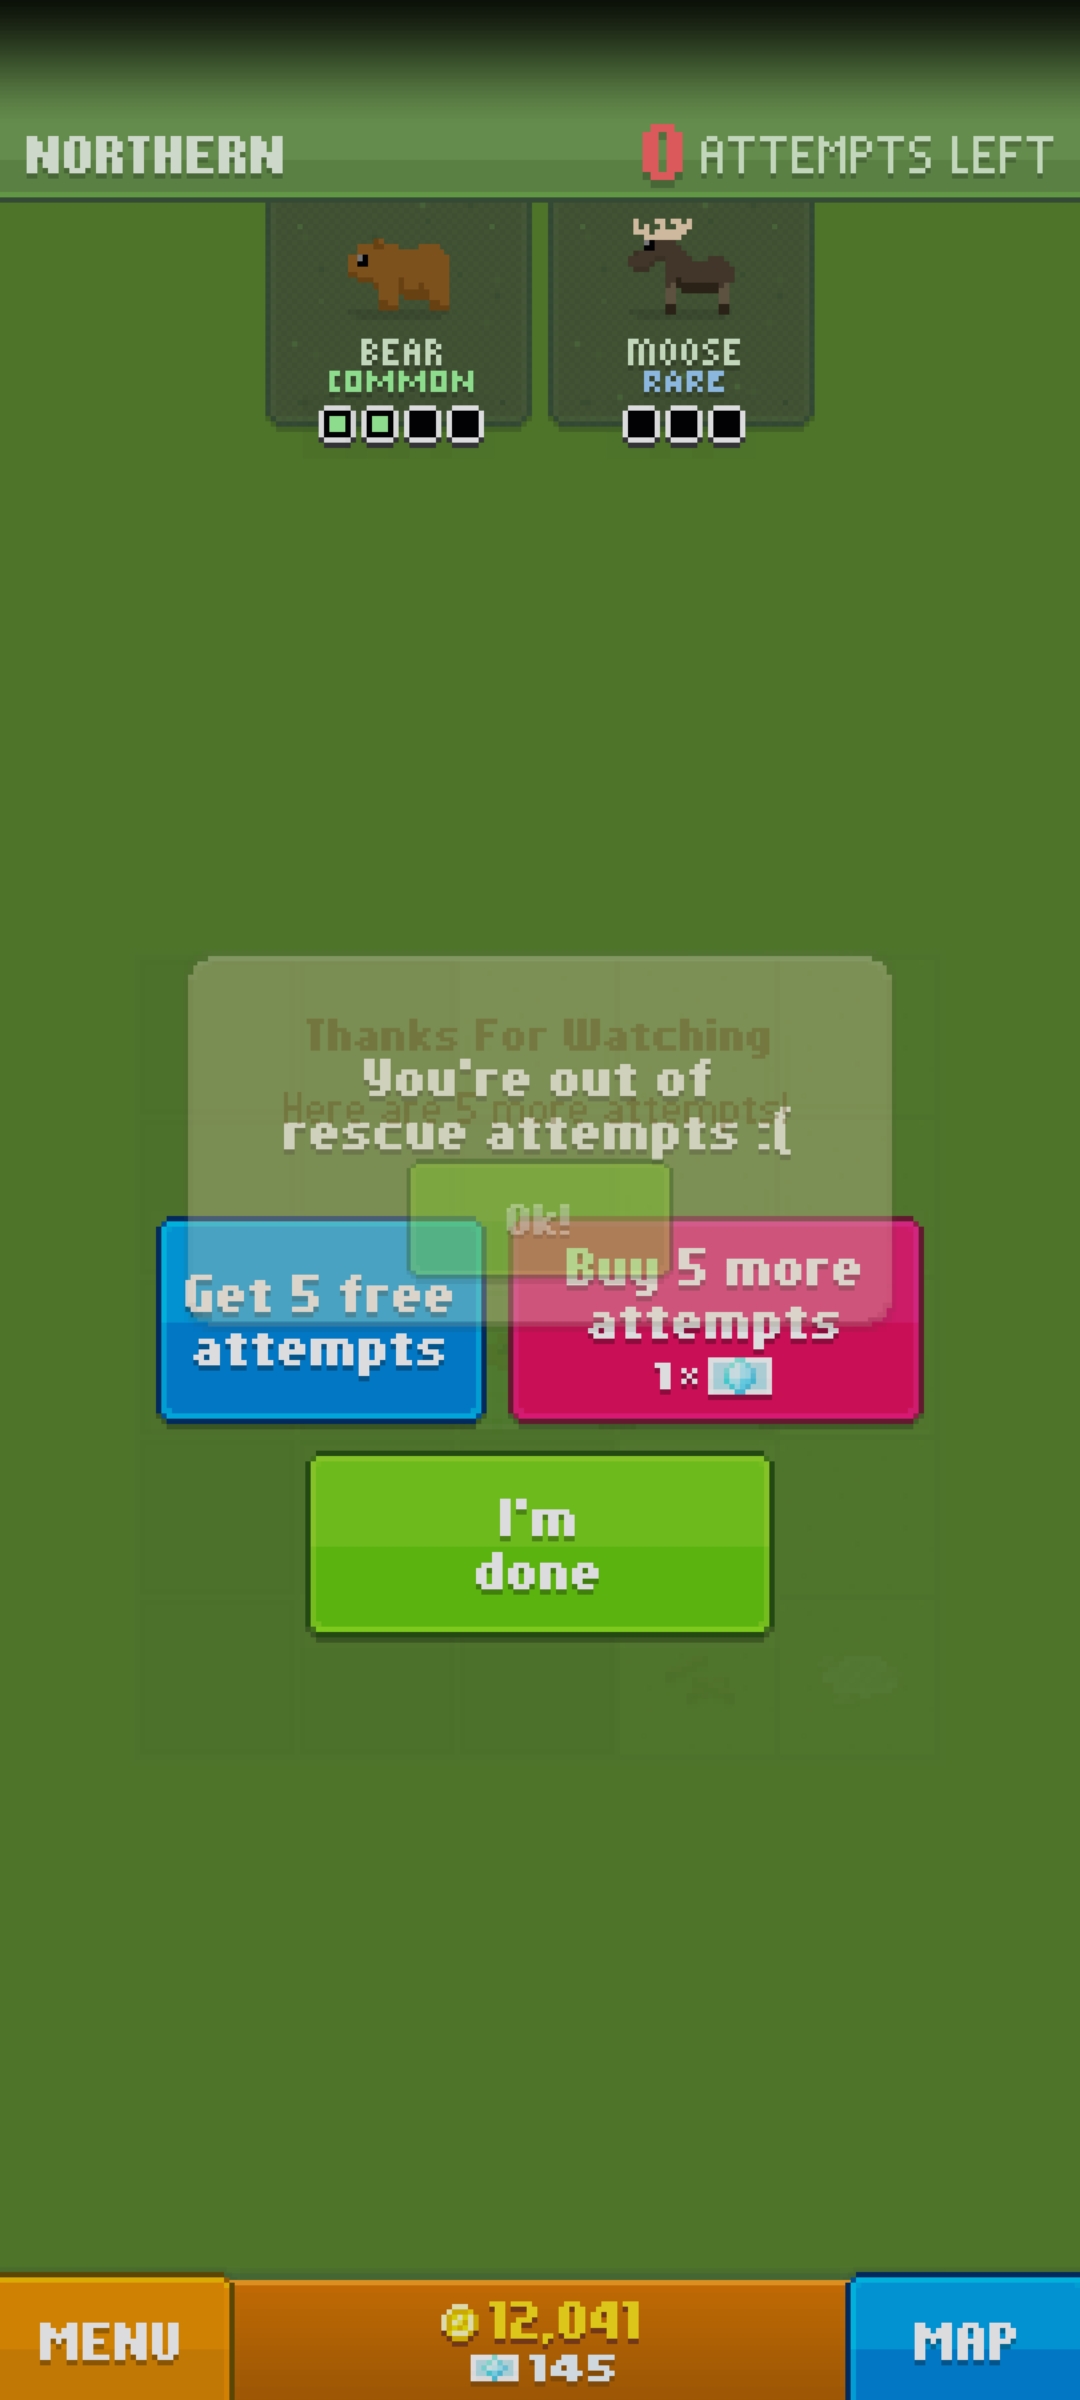 NORTHERN
0 ATTEMPTS LEFT
BEAR
COMMON
MOOSE
RARE
Thanks For Watching
You're out of
Here are 5 more attempts!
rescue attempts :(
Ok!
Get 5 free
attempts
Buy 5 more
attempts
1×
I'm
done
MENU
12,041
145
MAP